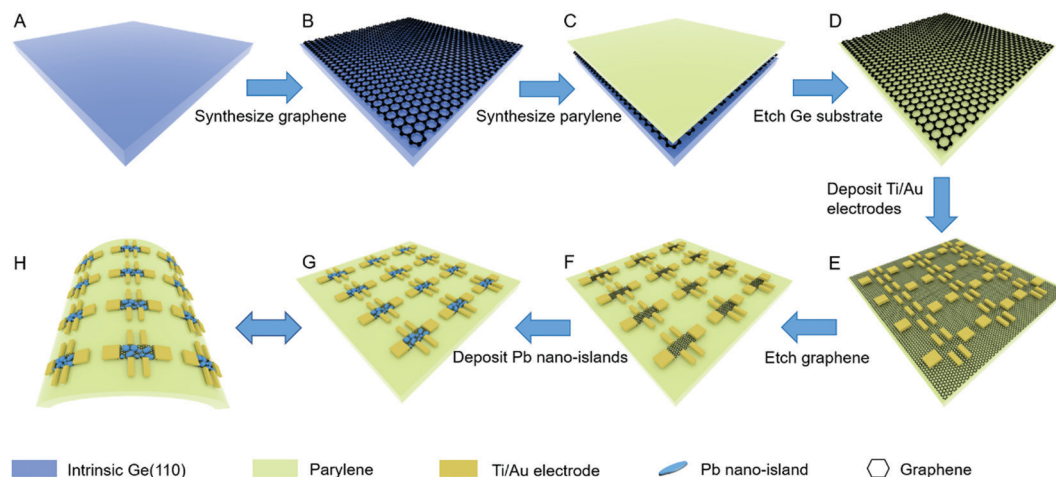 A
B
C
D
Synthesize graphene
Synthesize parylene
Etch Ge substrate
Deposit Ti/Au
electrodes
H
G
F
E
Deposit Pb nano-islands
Etch graphene
Intrinsic Ge(110)
Parylene
Ti/Au electrode
Pb nano-island
Graphene